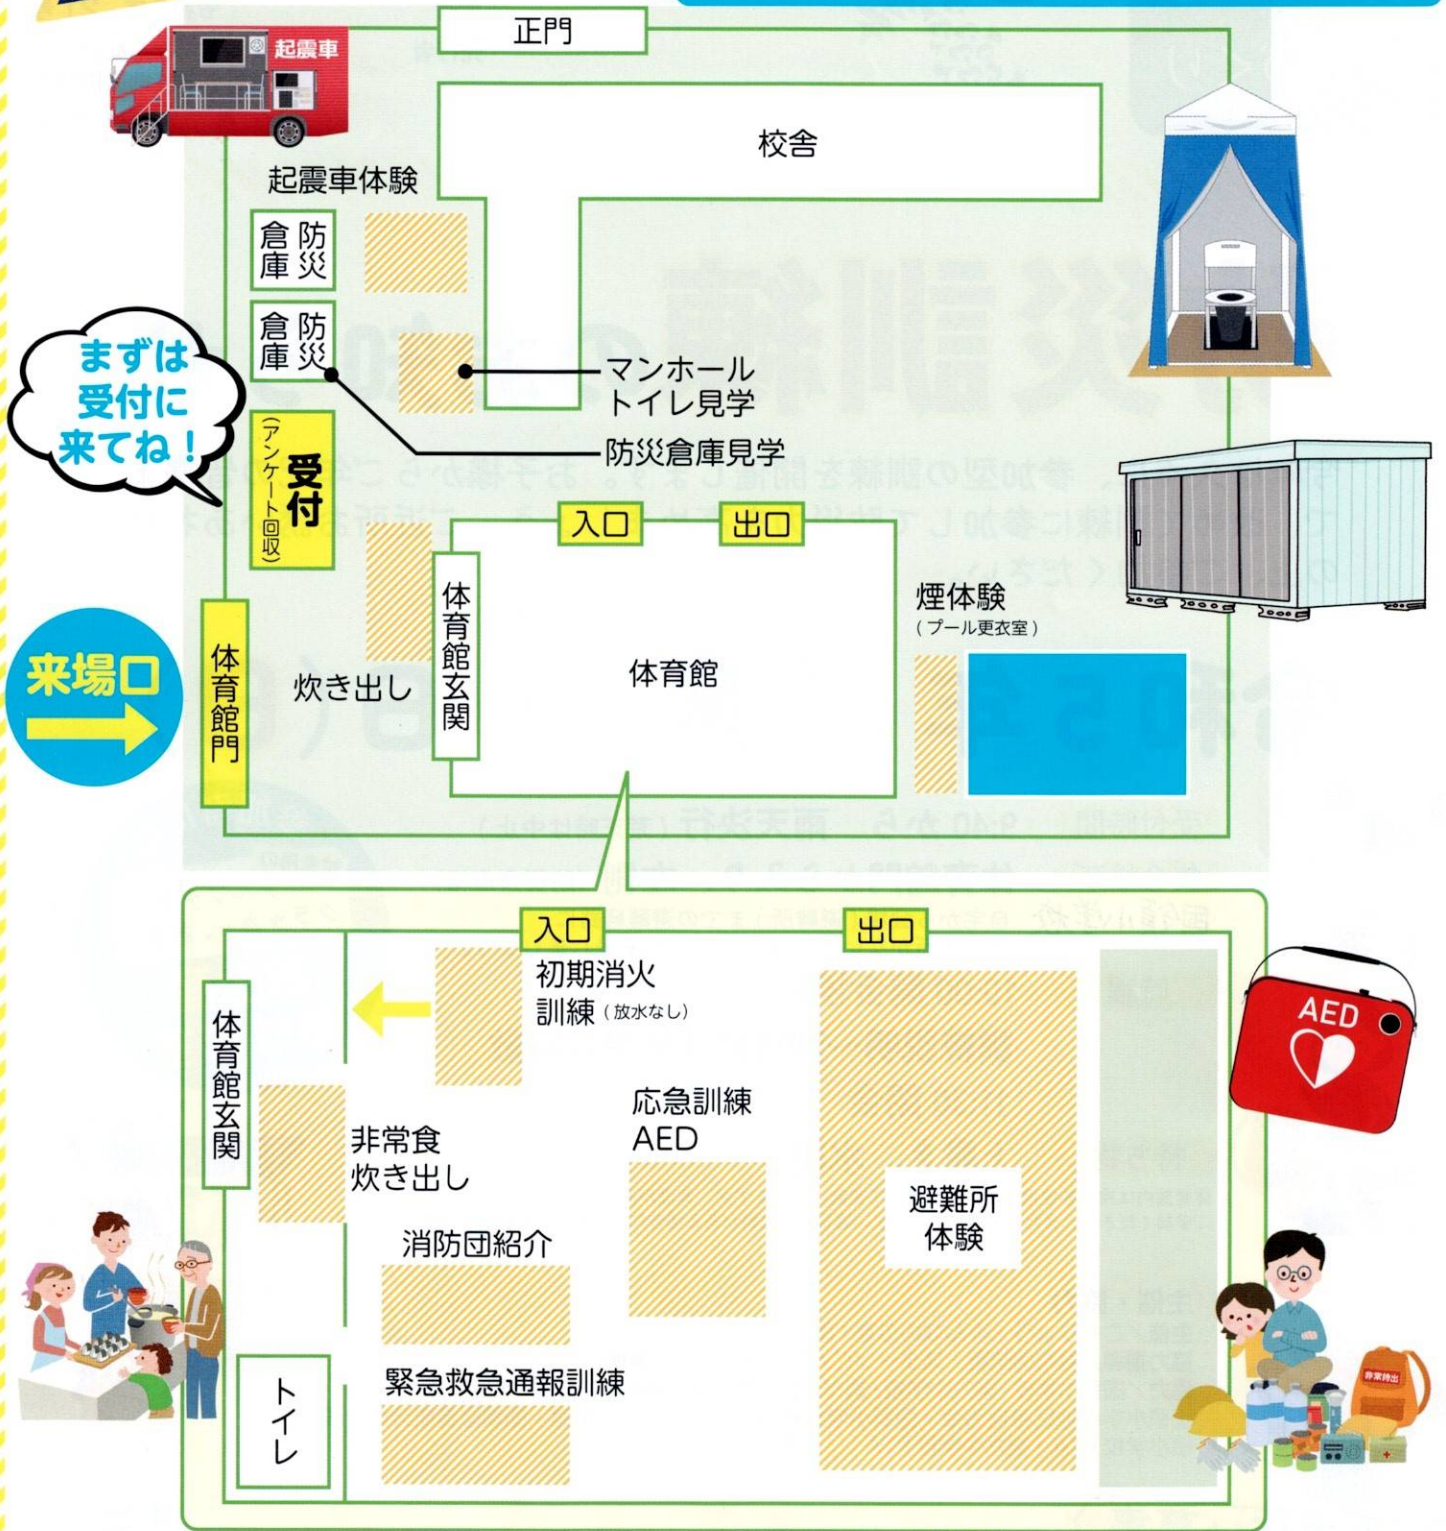 正門
起震車
校舎
起震車体験
防災
倉庫
防災
倉庫
まずは
受付に
来てね！
マンホール
トイレ見学
防災倉庫見学
受付
(アンケート回収)
入口
出口
体育館玄関
煙体験
(プール更衣室)
体育館
来場口
体育館門
炊き出し
入口
出口
初期消火
訓練(放水なし)
AED
体育館玄関
応急訓練
AED
非常食
炊き出し
避難所
体験
消防団紹介
緊急救急通報訓練
トイレ
非常持出